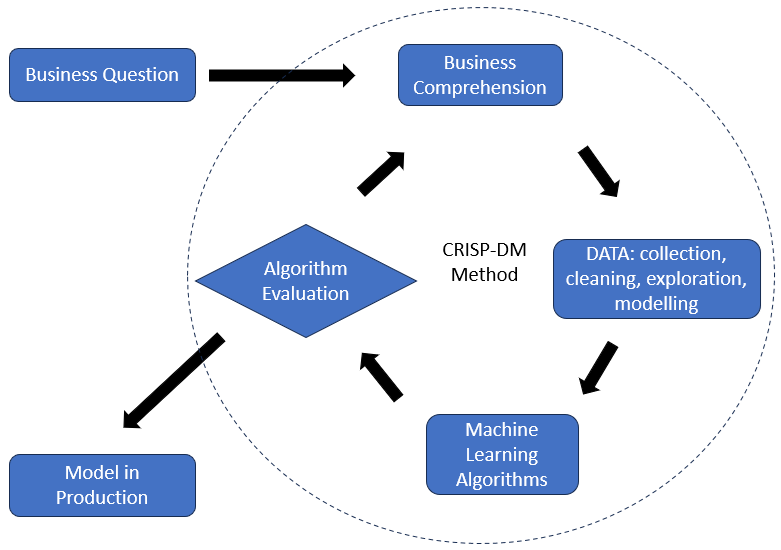 Business Question
Business
Comprehension
CRISP-DM
Method
DATA: collection,
cleaning, exploration,
modelling
Algorithm
Evaluation
Machine
Learning
Algorithms
Model in
Production